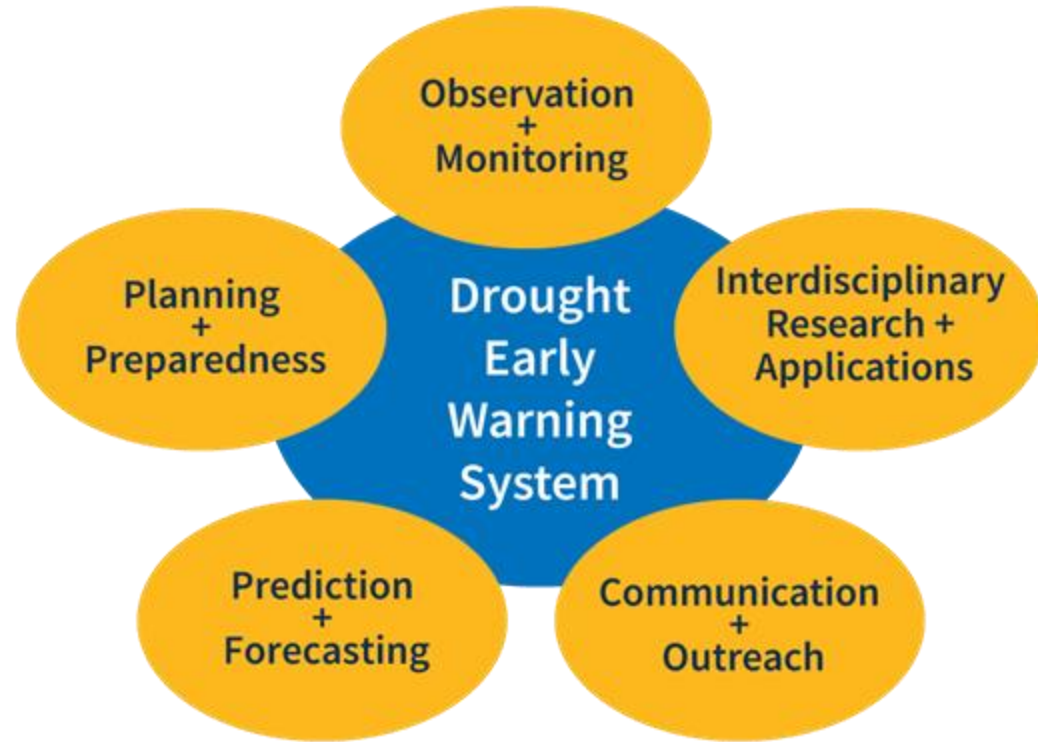 Observation
+
Monitoring
Interdisciplinary
Research +
Applications
Communication
+
Outreach
Prediction
+
Forecasting
Planning
+
Preparedness
Drought
Early
Warning
System